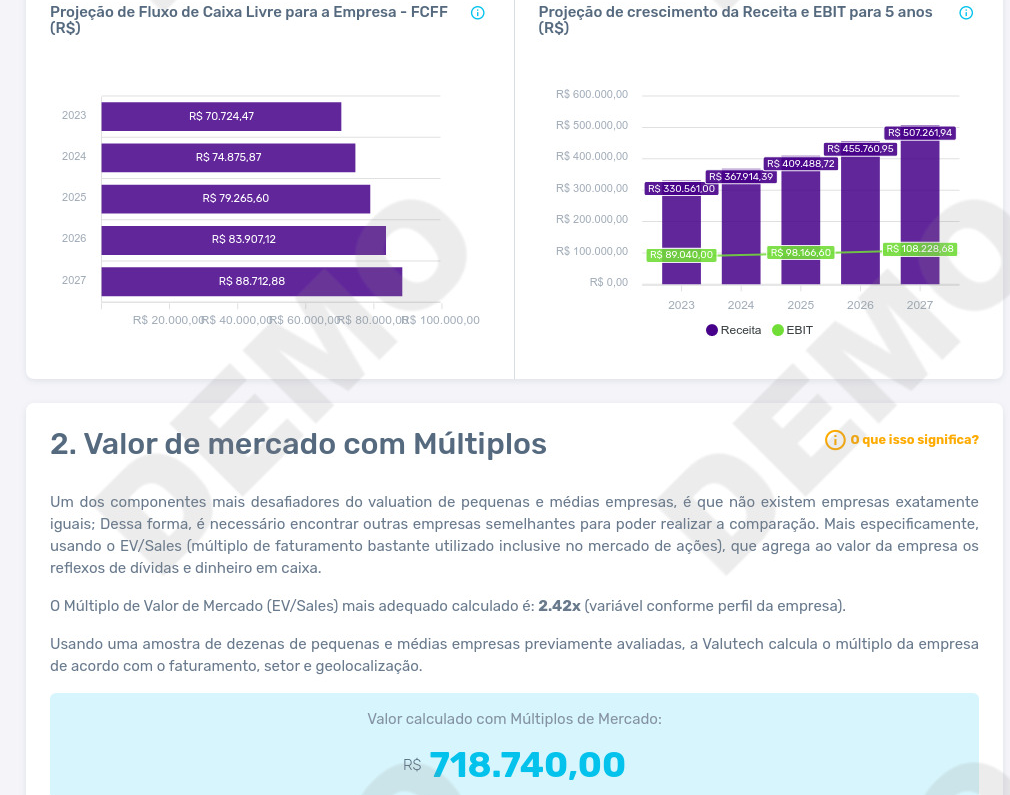 Projeção de Fluxo de Caixa Livre para a Empresa - FCFF
(R$)
2023
R$ 70.724,47
2024
R$ 74.875,87
2025
R$ 79.265,60
2026
R$ 83.907,12
2027
R$ 88.712,88
R$ 20.000,00
R$ 40.000,00
R$ 60.000,00
R$ 80.000,00
R$ 100.000,00
Projeção de crescimento da Receita e EBIT para 5 anos
(R$)
R$ 600.000,00
R$ 500.000,00
R$ 400.000,00
R$ 300.000,00
R$ 200.000,00
R$ 100.000,00
R$ 0,00
R$ 330.561,00
R$ 367.914,39
R$ 409.488,72
R$ 455.760,95
R$ 507.261,94
R$ 89.040,00
R$ 98.166,60
R$ 108.228,68
2023 2024 2025 2026 2027
Receita EBIT
2. Valor de mercado com Múltiplos
O que isso significa?
Um dos componentes mais desafiadores do valuation de pequenas e médias empresas, é que não existem empresas exatamente
iguais; Dessa forma, é necessário encontrar outras empresas semelhantes para poder realizar a comparação. Mais especificamente,
usando o EV/Sales (múltiplo de faturamento bastante utilizado inclusive no mercado de ações), que agrega ao valor da empresa os
reflexos de dívidas e dinheiro em caixa.
O Múltiplo de Valor de Mercado (EV/Sales) mais adequado calculado é: 2.42x (variável conforme perfil da empresa).
Usando uma amostra de dezenas de pequenas e médias empresas previamente avaliadas, a Valutech calcula o múltiplo da empresa
de acordo com o faturamento, setor e geolocalização.
Valor calculado com Múltiplos de Mercado:
R$ 718.740,00
DEMO
DEMO